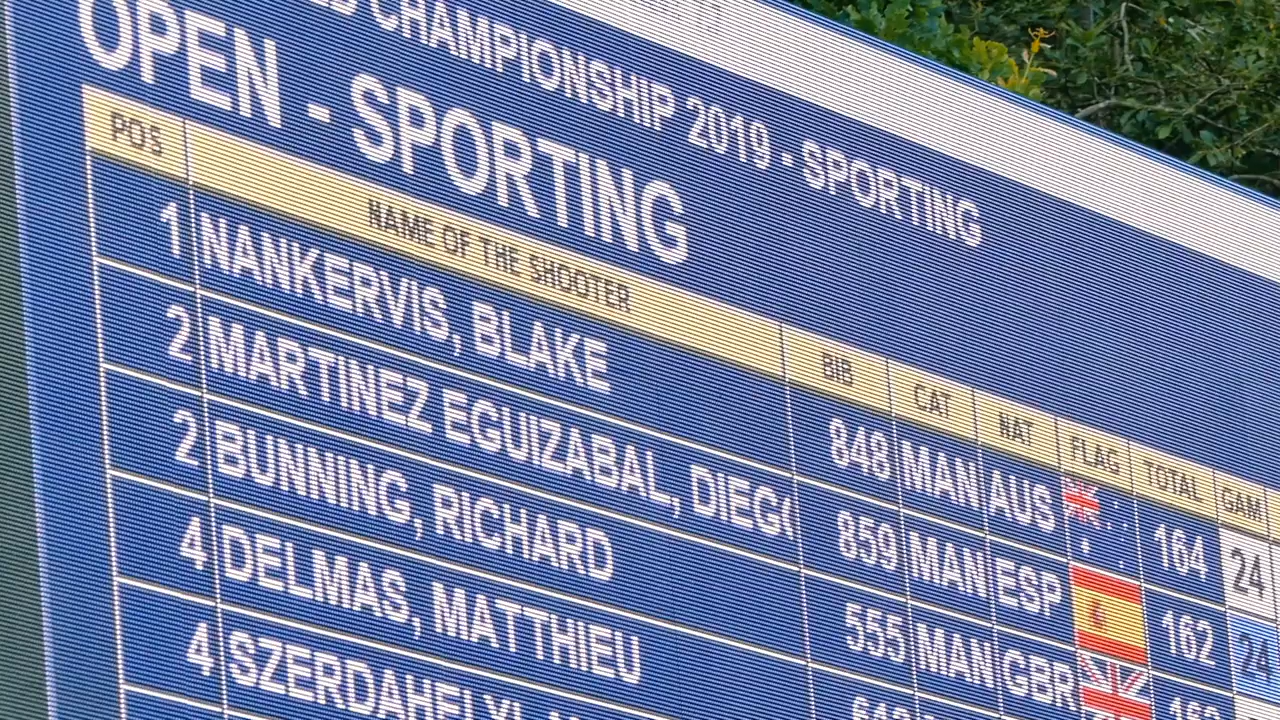 CHAMPIONSHIP 2019 - SPORTING
OPEN - SPORTING
POS NAME OF THE SHOOTER BIB CAT NAT FLAG TOTAL GAM
1 NANKERVIS, BLAKE 848 MAN AUS 164 24
2 MARTINEZ EGUIZABAL, DIEG 859 MAN ESP 162 24
2 BUNNING, RICHARD 555 MAN GBR
4 DELMAS, MATTHIEU
4